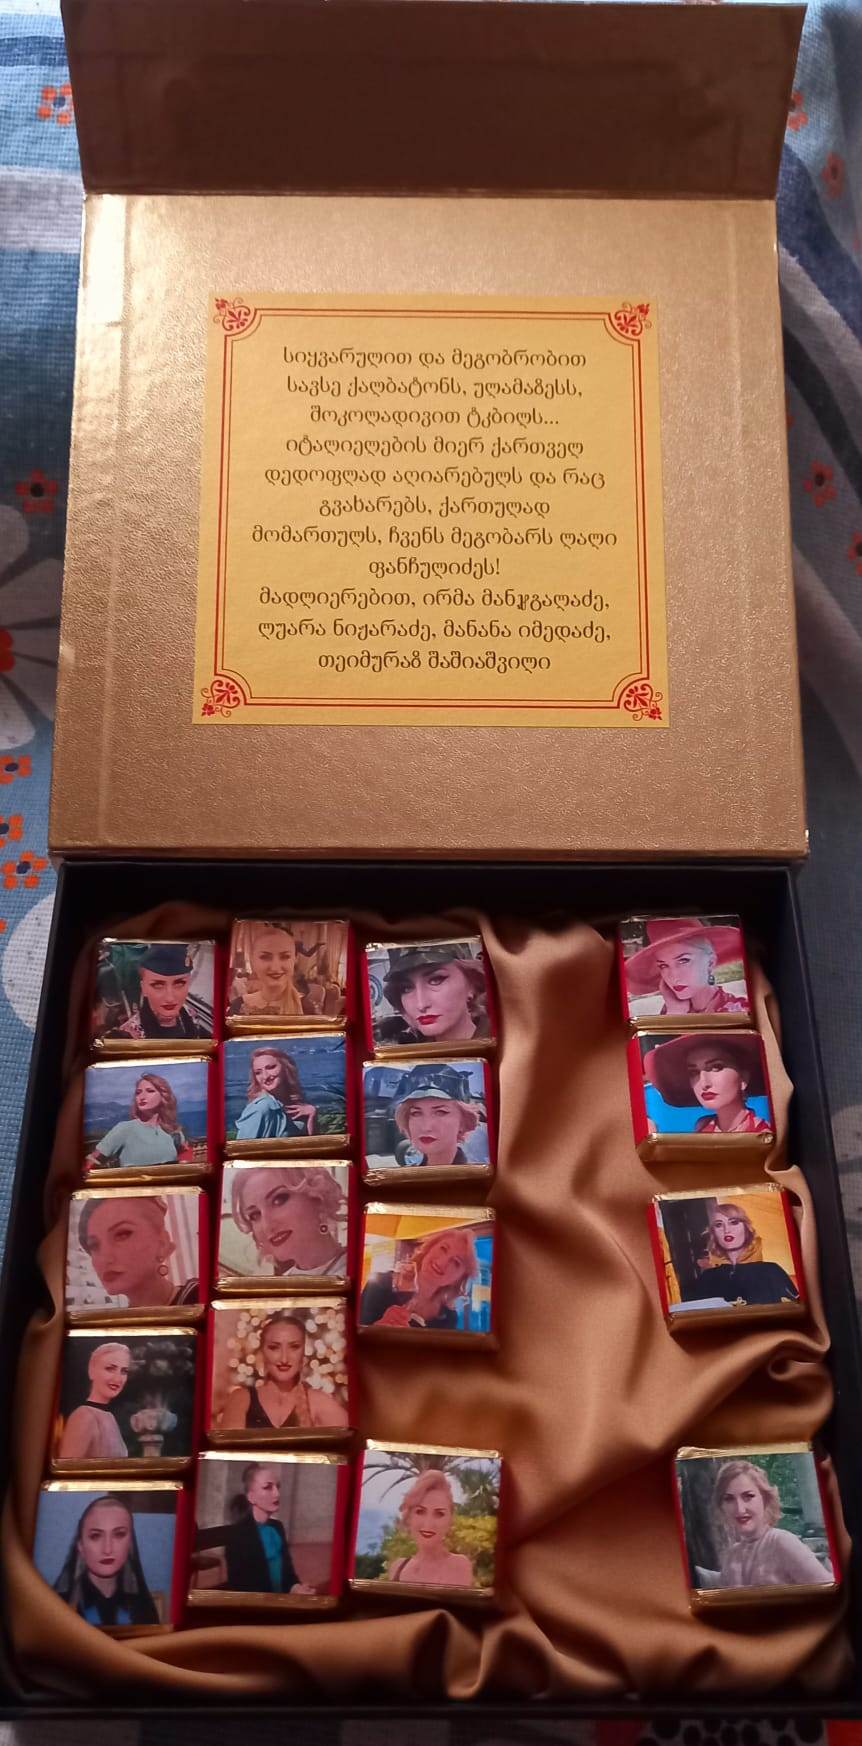 სიყვარულით და მეგობრობით
სავსე ქალბატონს, ულამაზესს,
შოკოლადივით ტკბილს...
იტალიელების მიერ ქართველ
დედოფლად აღიარებულს და რაც
გვახარებს, ქართულად
მომართულს, ჩვენს მეგობარს ლალი
ფანჩულიძეს!
მადლიერებით, ირმა მანჯგალაძე,
ლუარა ნიჟარაძე, მანანა იმედაძე,
თეიმურაზ შაშიაშვილი